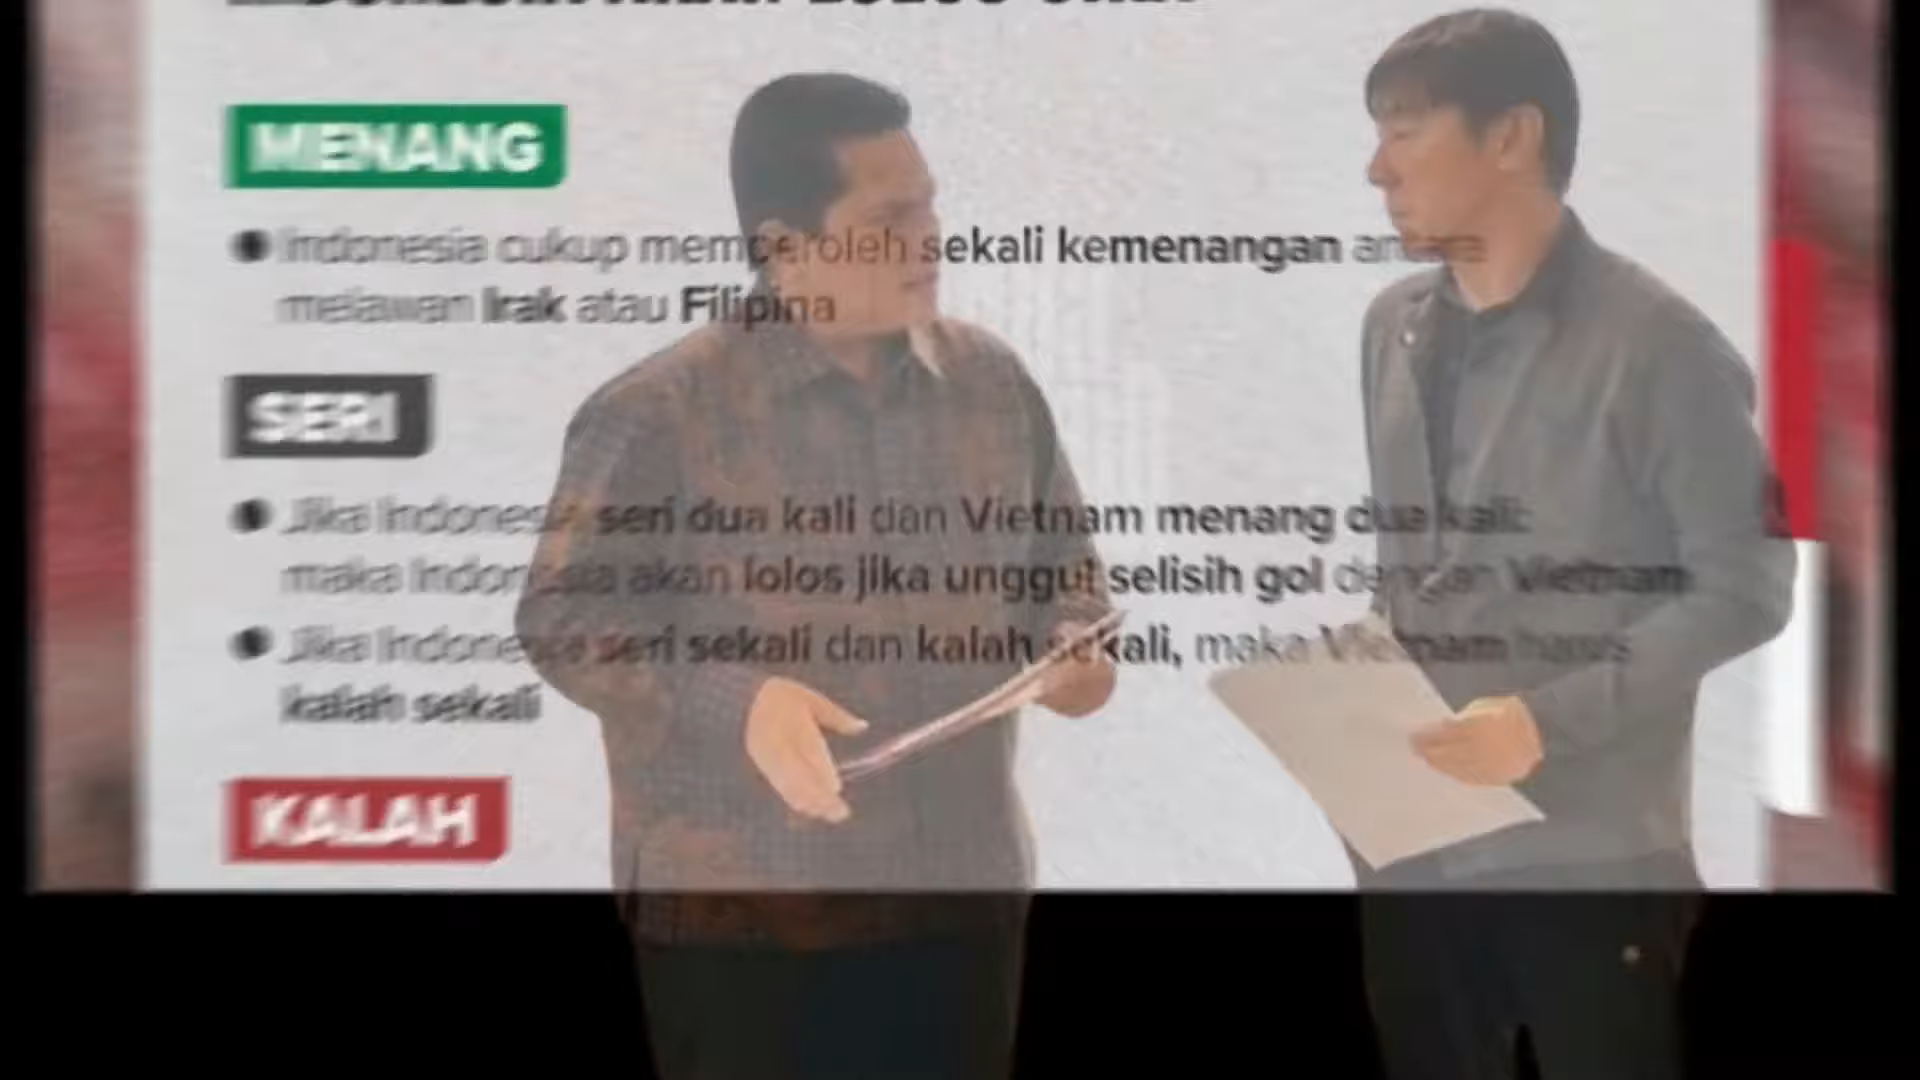 MENANG
Indonesia cukup memperoleh sekali kemenangan antara
melawan Irak atau Filipina
SERI
Jika Indonesia seri dua kali dan Vietnam menang dua kali:
maka Indonesia akan lolos jika unggul selisih gol dengan Vietnam
Jika Indonesia seri sekali dan kalah sekali, maka Vietnam harus
kalah sekali
KALAH